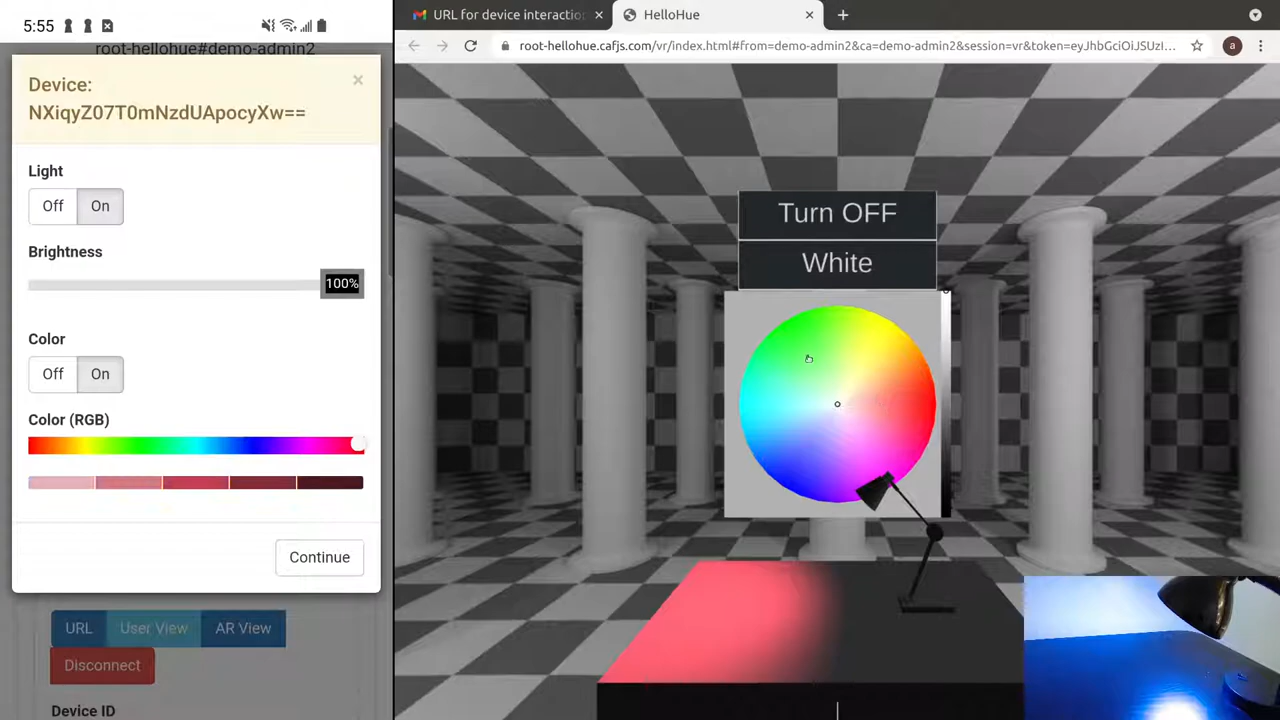 5:55
root-hellohue#demo-admin2
Device:
NXiqyZ07T0mNzdUApocyXw==
×
Light
Off
On
Brightness
100%
Color
Off
On
Color (RGB)
Continue
URL
User View
AR View
Disconnect
Device ID
URL for device interactio
HelloHue
root-hellohue.cafjs.com/vr/index.html#from=demo-admin2&ca=demo-admin2&session=vr&token=eyJhbGciOiJSUzI...
a
Turn OFF
White